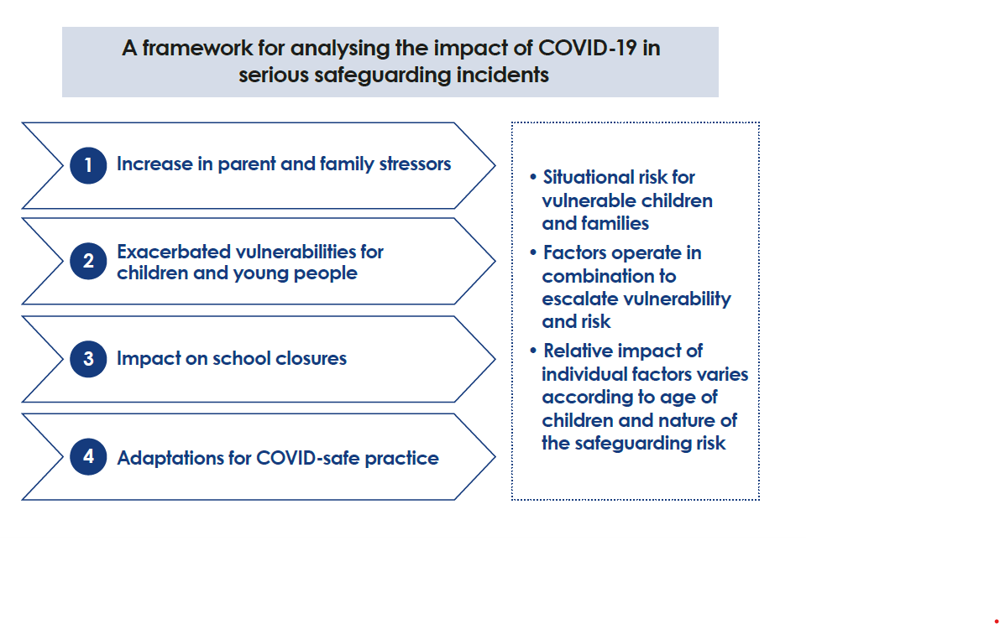 A framework for analysing the impact of COVID-19 in
serious safeguarding incidents
1 Increase in parent and family stressors
2 Exacerbated vulnerabilities for
children and young people
3 Impact on school closures
4 Adaptations for COVID-safe practice
• Situational risk for
vulnerable children
and families
• Factors operate in
combination to
escalate vulnerability
and risk
• Relative impact of
individual factors varies
according to age of
children and nature of
the safeguarding risk